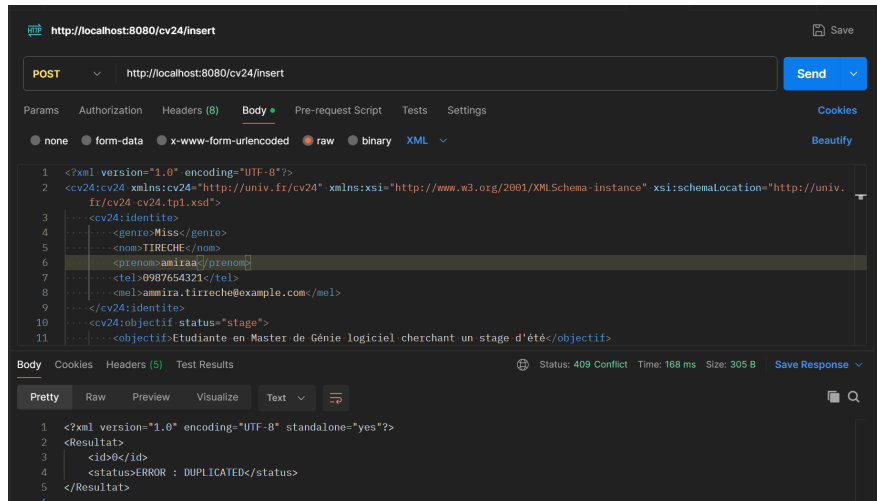 HTTP http://localhost:8080/cv24/insert Save
POST http://localhost:8080/cv24/insert Send
Params Authorization Headers (8) Body Pre-request Script Tests Settings Cookies
none form-data x-www-form-urlencoded raw binary XML Beautify
1 <?xml version="1.0" encoding="UTF-8"?>
2 <cv24:cv24 xmlns:cv24="http://univ.fr/cv24" xmlns:xsi="http://www.w3.org/2001/XMLSchema-instance" xsi:schemaLocation="http://univ.
fr/cv24 cv24.tp1.xsd">
3 <cv24:identite>
4 <genre>Miss</genre>
5 <nom>TIRECHE</nom>
6 <prenom>amiraa</prenom>
7 <tel>0987654321</tel>
8 <mel>ammira.tirreche@example.com</mel>
9 </cv24:identite>
10 <cv24:objectif status="stage">
11 <objectif>Etudiante en Master de Génie logiciel cherchant un stage d'été</objectif>
Body Cookies Headers (5) Test Results Status: 409 Conflict Time: 168 ms Size: 305 B Save Response
Pretty Raw Preview Visualize Text
1 <?xml version="1.0" encoding="UTF-8" standalone="yes"?>
2 <Resultat>
3 <id>0</id>
4 <status>ERROR : DUPLICATED</status>
5 </Resultat>